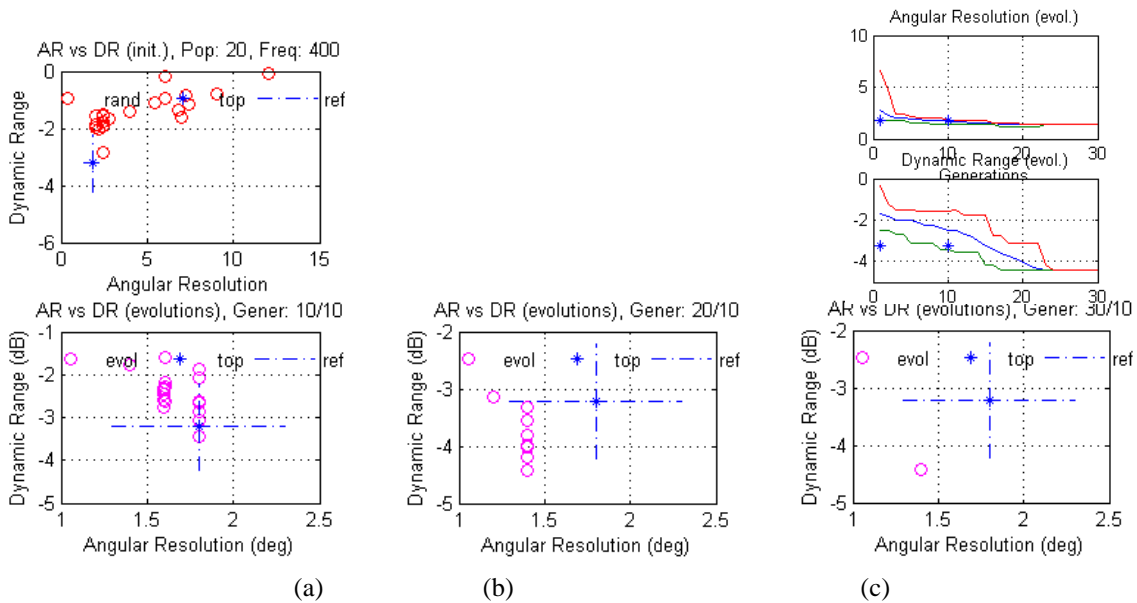 AR vs DR (init.), Pop: 20, Freq: 400
0
-2
-4
-6
Dynamic Range
rand top ref
0 5 10 15
Angular Resolution
Angular Resolution (evol.)
10
5
0
0 10 20 30
Generations
Dynamic Range (evol.)
0
-2
-4
0 10 20 30
AR vs DR (evolutions), Gener: 10/10
-1
-2
-3
-4
-5
Dynamic Range (dB)
evol top ref
1 1.5 2 2.5
Angular Resolution (deg)
AR vs DR (evolutions), Gener: 20/10
-2
-3
-4
-5
Dynamic Range (dB)
evol top ref
1 1.5 2 2.5
Angular Resolution (deg)
AR vs DR (evolutions), Gener: 30/10
-2
-3
-4
-5
Dynamic Range (dB)
evol top ref
1 1.5 2 2.5
Angular Resolution (deg)
(a) (b) (c)